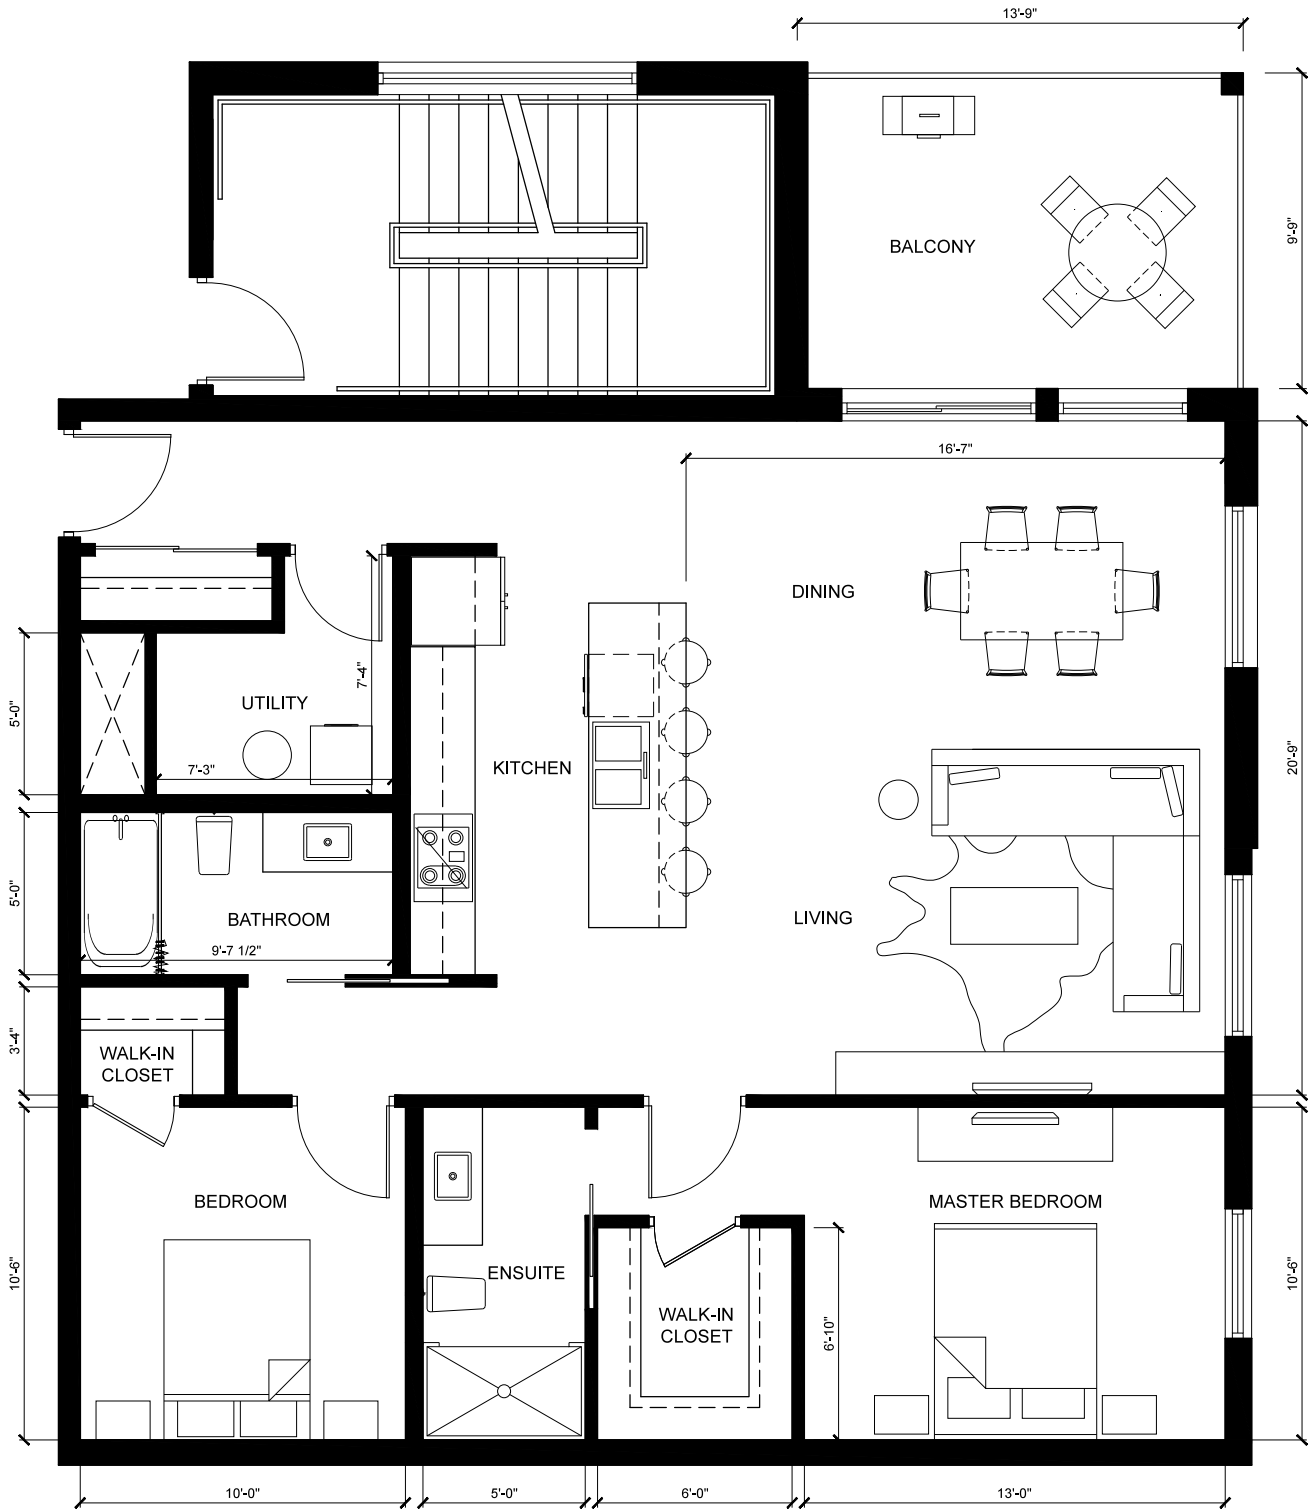 13'-9"
BALCONY
9'-9"
16'-7"
DINING
7'-4"
UTILITY
5'-0"
7'-3"
KITCHEN
20'-9"
BATHROOM
5'-0"
9'-7 1/2"
LIVING
3'-4"
WALK-IN
CLOSET
BEDROOM
MASTER BEDROOM
10'-6"
ENSUITE
WALK-IN
CLOSET
6'-10"
10'-6"
10'-0"
5'-0"
6'-0"
13'-0"